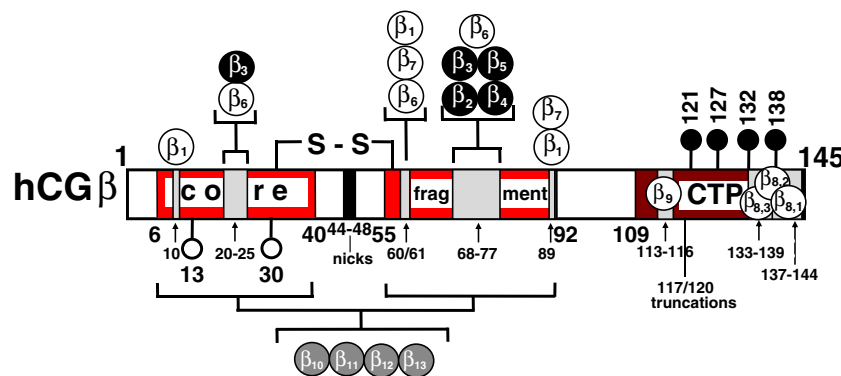 β1
β3 β7 β6 121 127 132 138
β6 β3 β5
β6 β2 β4 β7
1 β1 S - S β1 145
hCGβ core frag ment β9 CTP β8,2 β8,3 β8,1
6 40 44-48 55 92 109
10 20-25 nicks 60/61 68-77 89 113-116 133-139
13 30 117/120 137-144
truncations
β10 β11 β12 β13